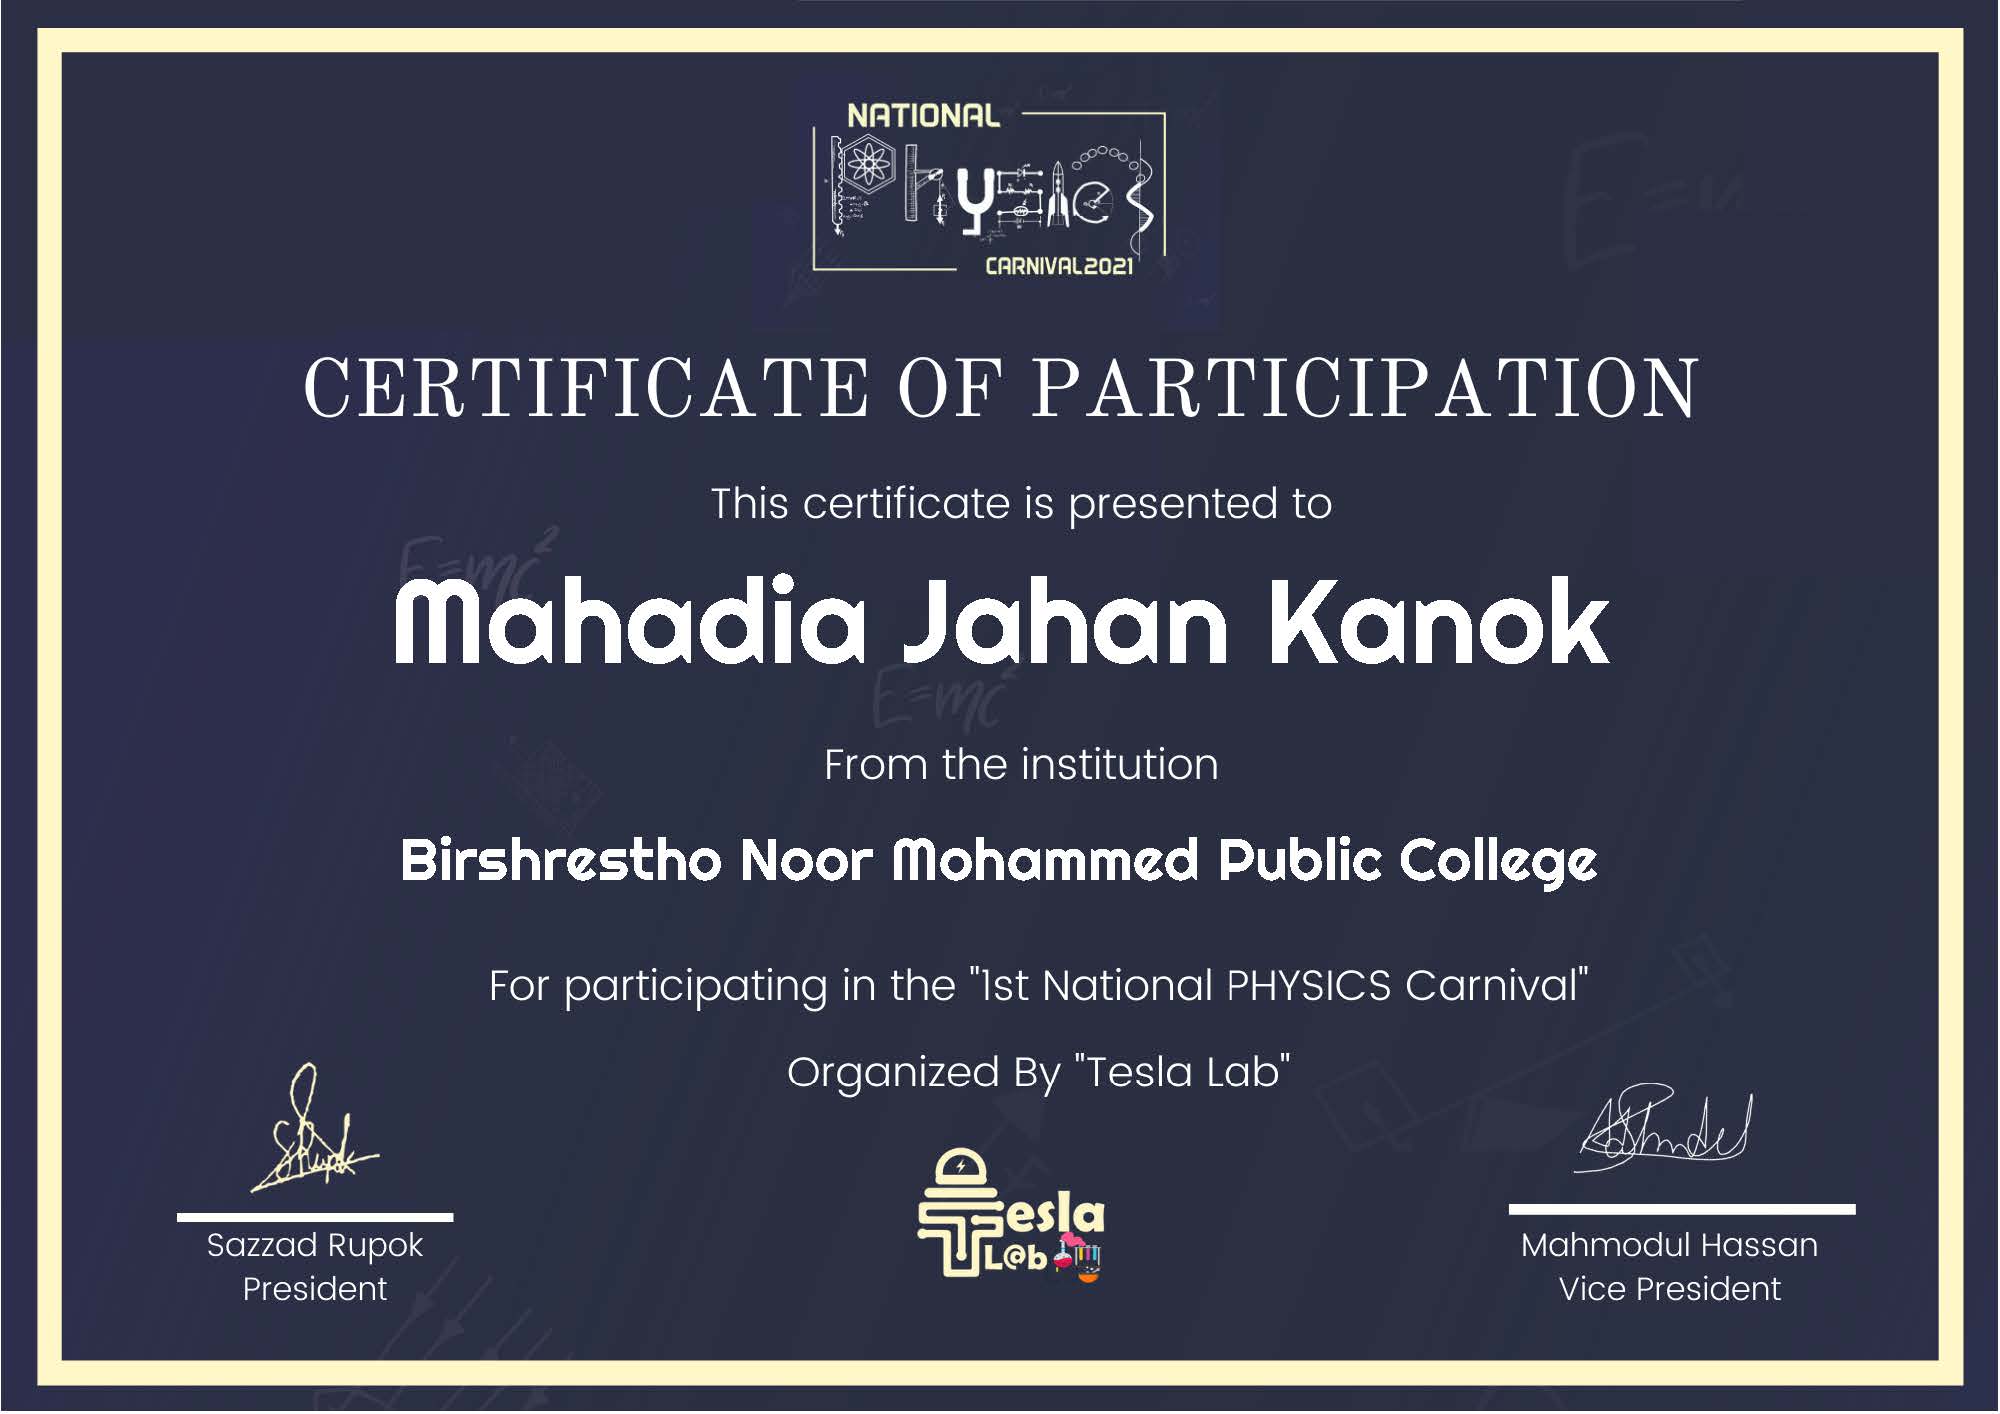 NATIONAL
Physics
CARNIVAL2021
CERTIFICATE OF PARTICIPATION
This certificate is presented to
E=mc²
Mahadia Jahan Kanok
E=mc²
From the institution
Birshrestho Noor Mohammed Public College
For participating in the "1st National PHYSICS Carnival"
Organized By "Tesla Lab"
Tesla
L@b
Sazzad Rupok
President
Mahmodul Hassan
Vice President